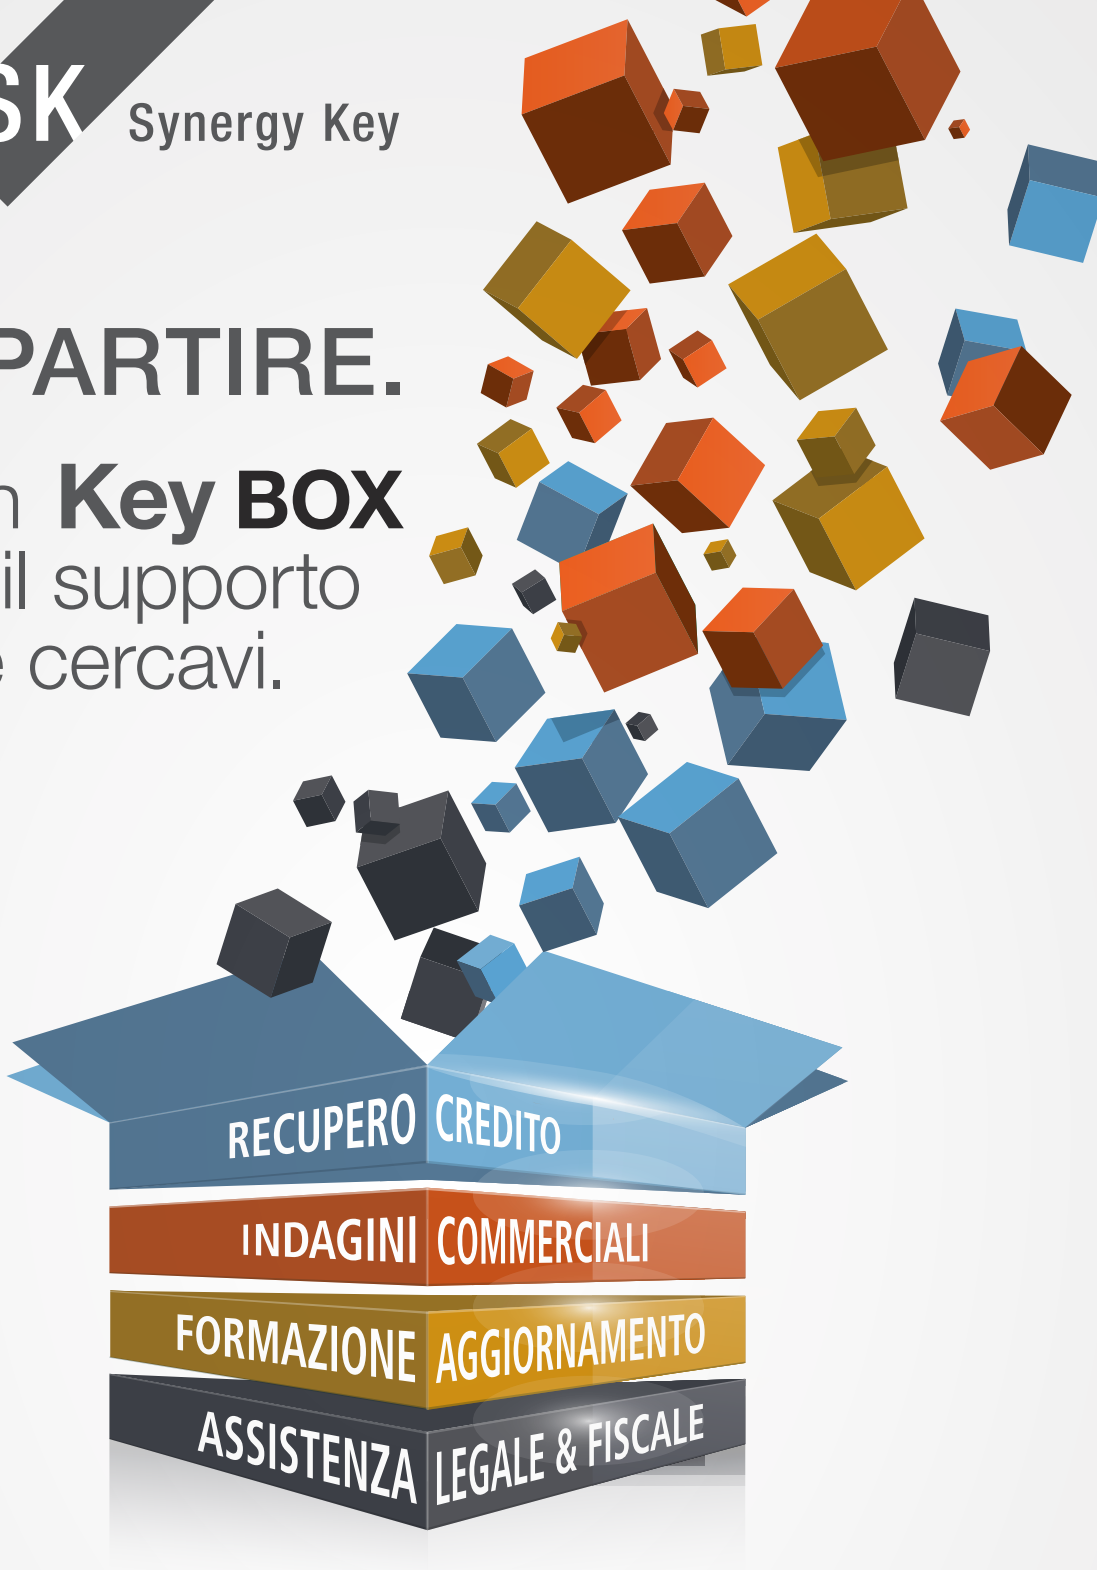 SK Synergy Key
PARTIRE.
Key BOX
il supporto
cercavi.
RECUPERO CREDITO
INDAGINI COMMERCIALI
FORMAZIONE AGGIORNAMENTO
ASSISTENZA LEGALE & FISCALE